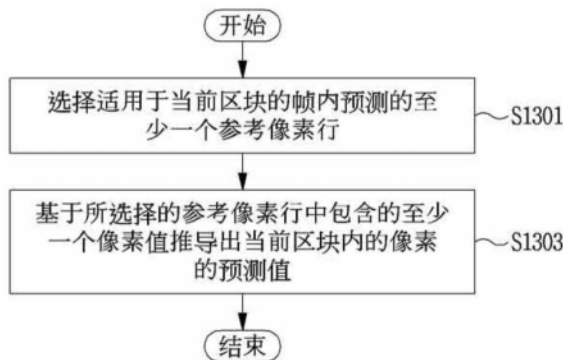 开始
选择适用于当前区块的帧内预测的至
少一个参考像素行
S1301
基于所选择的参考像素行中包含的至少
一个像素值推导出当前区块内的像素
的预测值
S1303
结束